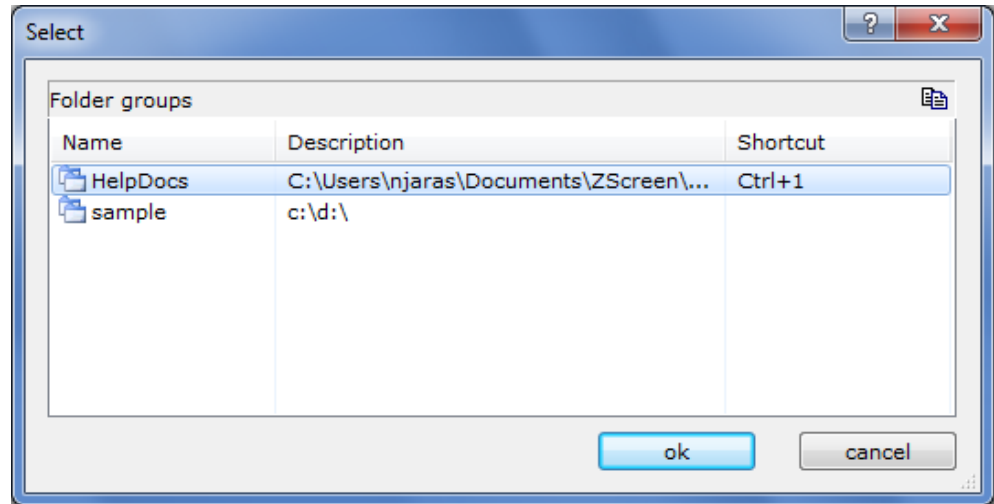 Select
Folder groups
Name Description Shortcut
HelpDocs C:\Users\njaras\Documents\ZScreen\... Ctrl+1
sample c:\d:\
ok cancel